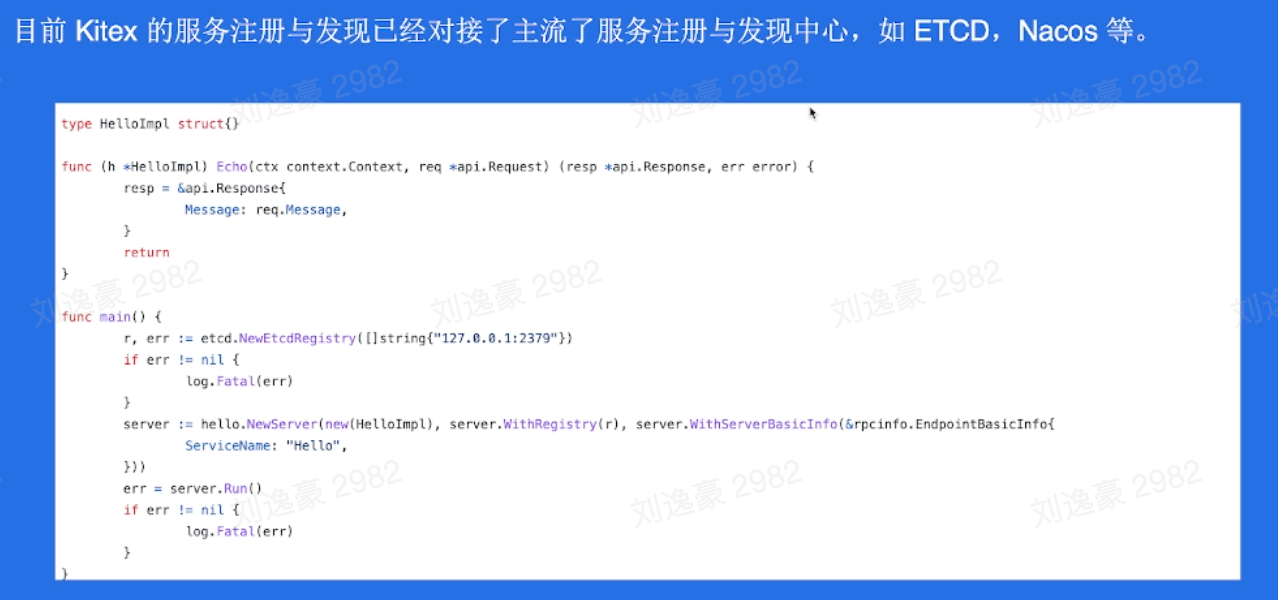 目前 Kitex 的服务注册与发现已经对接了主流了服务注册与发现中心，如 ETCD，Nacos 等。
刘逸豪 2982 刘逸豪 2982 刘逸豪 2982
type HelloImpl struct{}
func (h *HelloImpl) Echo(ctx context.Context, req *api.Request) (resp *api.Response, err error) {
resp = &api.Response{
Message: req.Message,
}
return
}
刘逸豪 2982 刘逸豪 2982 刘逸豪 2982 刘逸
func main() {
r, err := etcd.NewEtcdRegistry([]string{"127.0.0.1:2379"})
if err != nil {
log.Fatal(err)
}
server := hello.NewServer(new(HelloImpl), server.WithRegistry(r), server.WithServerBasicInfo(&rpcinfo.EndpointBasicInfo{
ServiceName: "Hello",
}))
err = server.Run()
刘逸豪 2982 刘逸豪 2982 刘逸豪 2982
if err != nil {
log.Fatal(err)
}
}